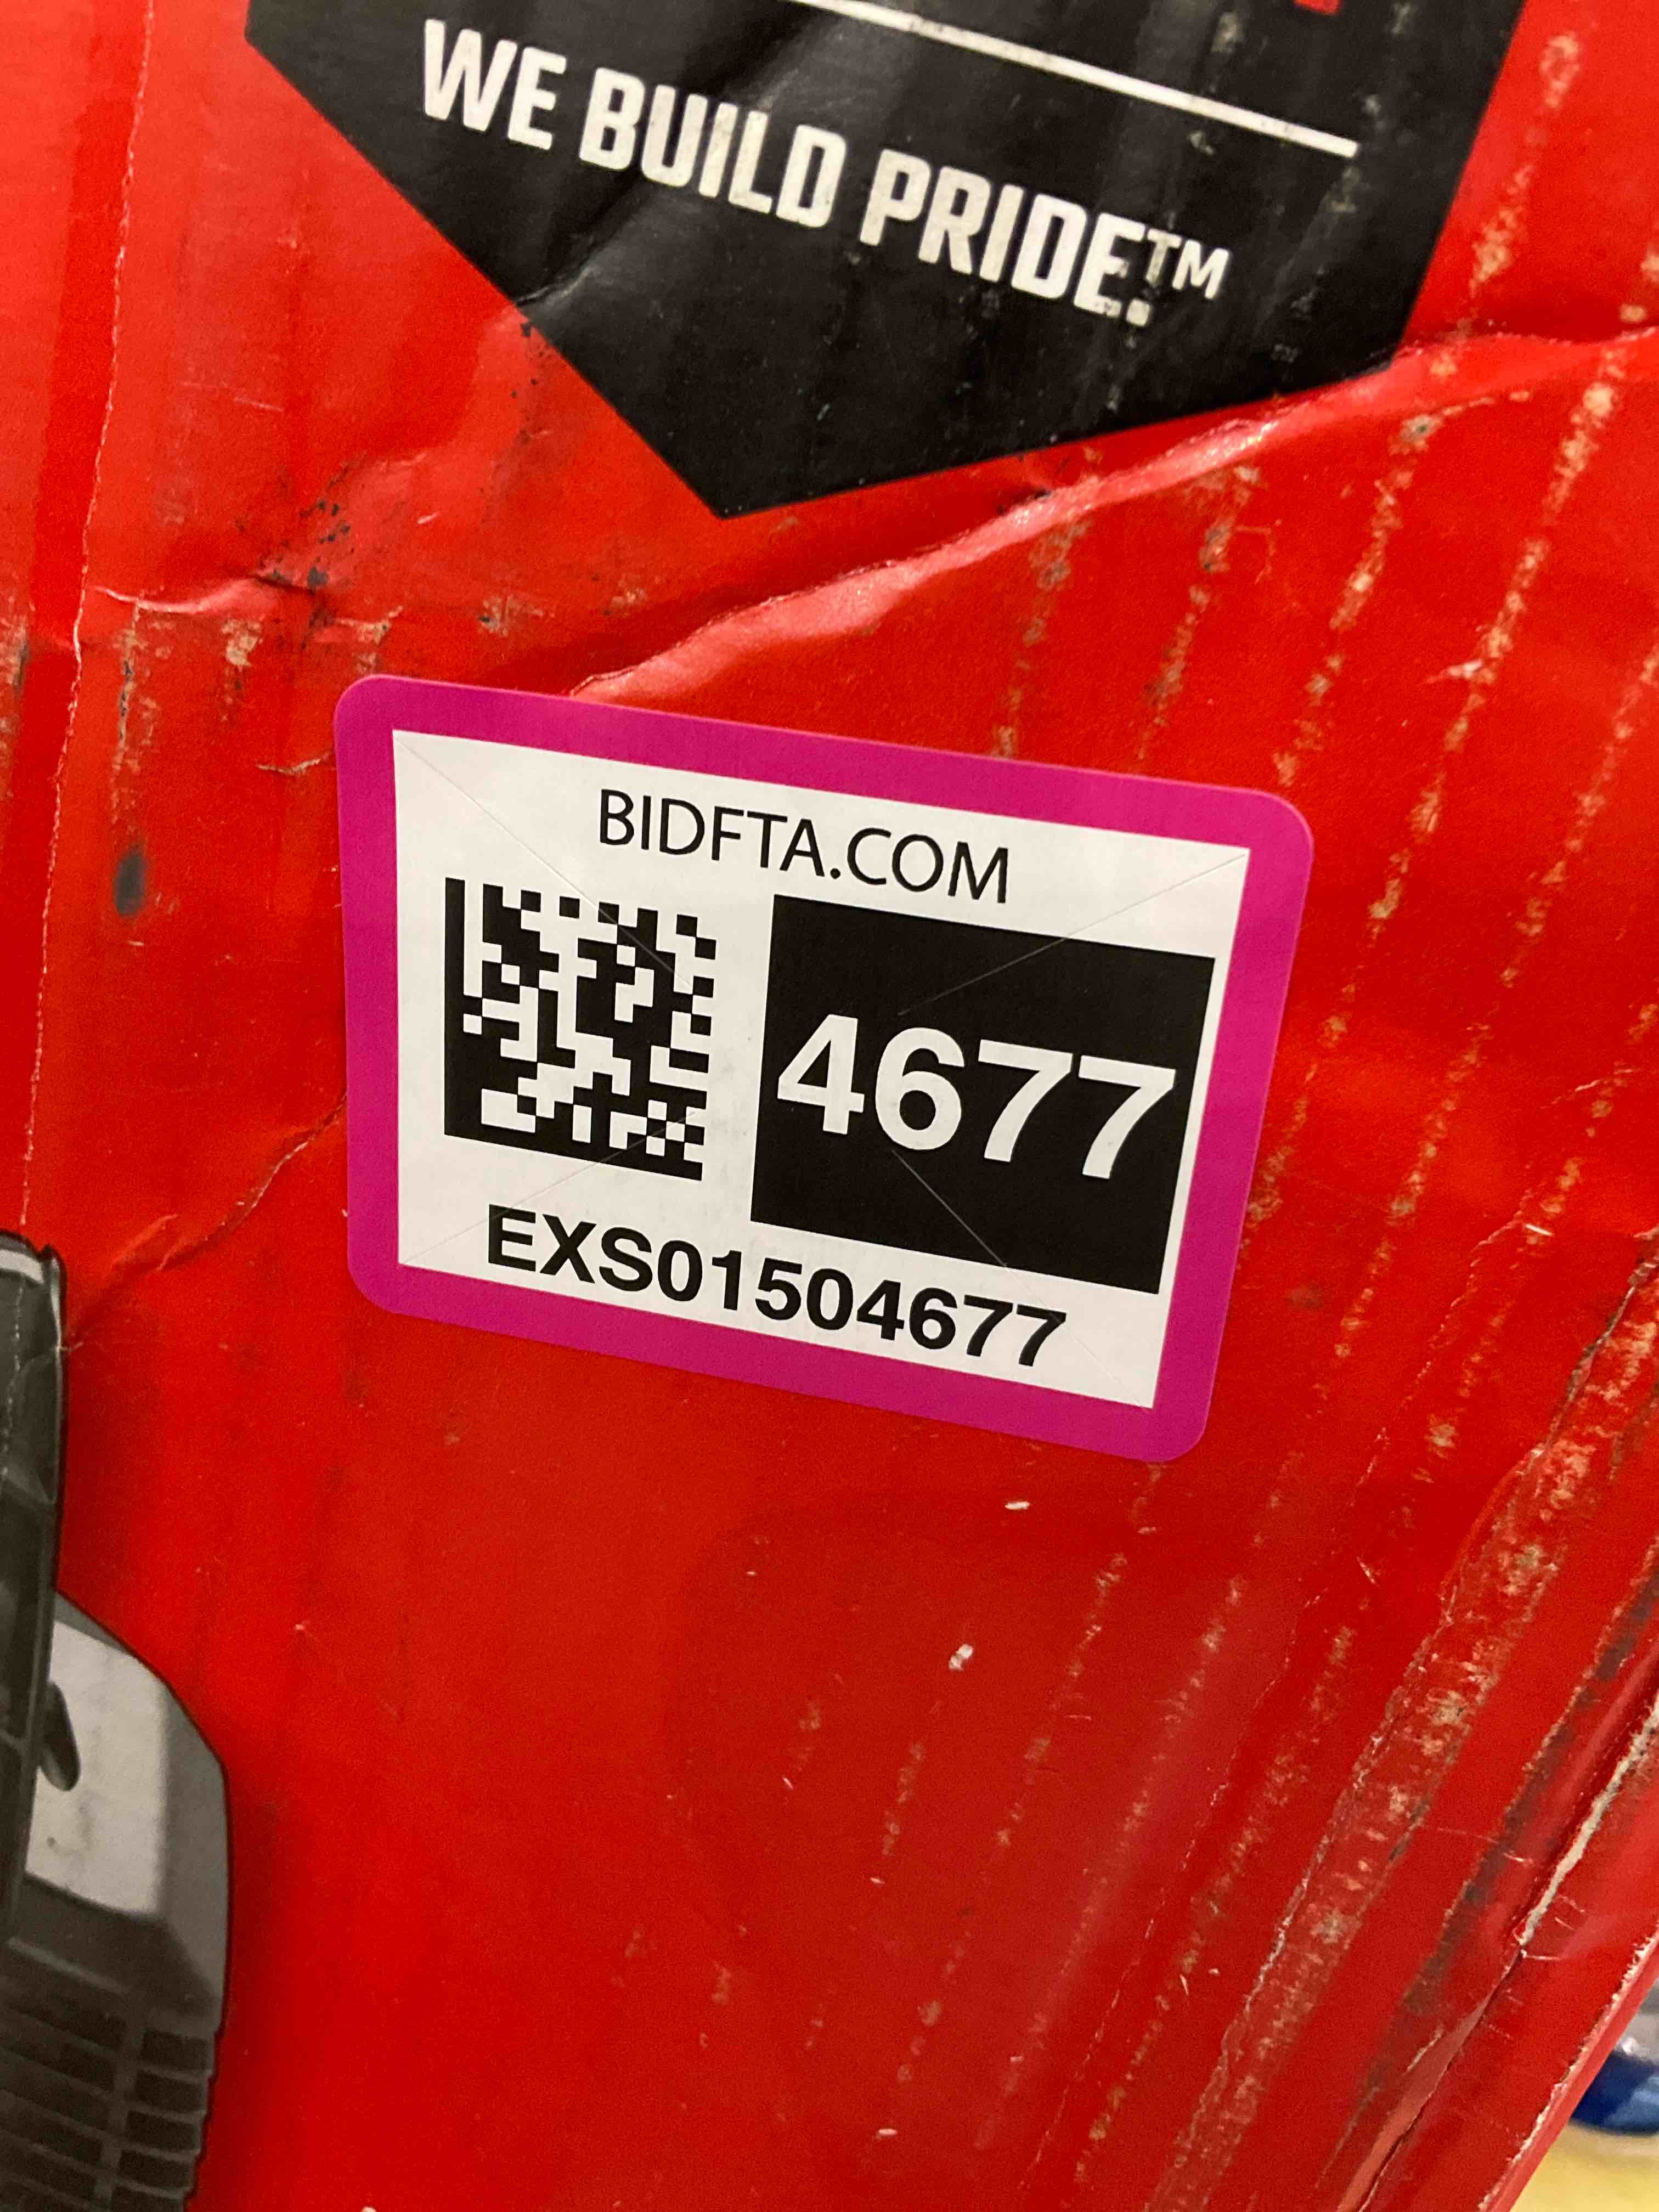 WE BUILD PRIDE.™
BIDFTA.COM
4677
EXS01504677